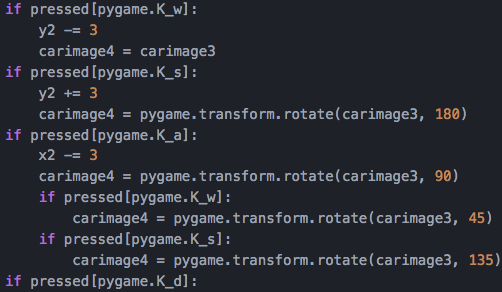 if pressed[pygame.K_w]:
    y2 -= 3
    carimage4 = carimage3
if pressed[pygame.K_s]:
    y2 += 3
    carimage4 = pygame.transform.rotate(carimage3, 180)
if pressed[pygame.K_a]:
    x2 -= 3
    carimage4 = pygame.transform.rotate(carimage3, 90)
    if pressed[pygame.K_w]:
        carimage4 = pygame.transform.rotate(carimage3, 45)
    if pressed[pygame.K_s]:
        carimage4 = pygame.transform.rotate(carimage3, 135)
if pressed[pygame.K_d]: